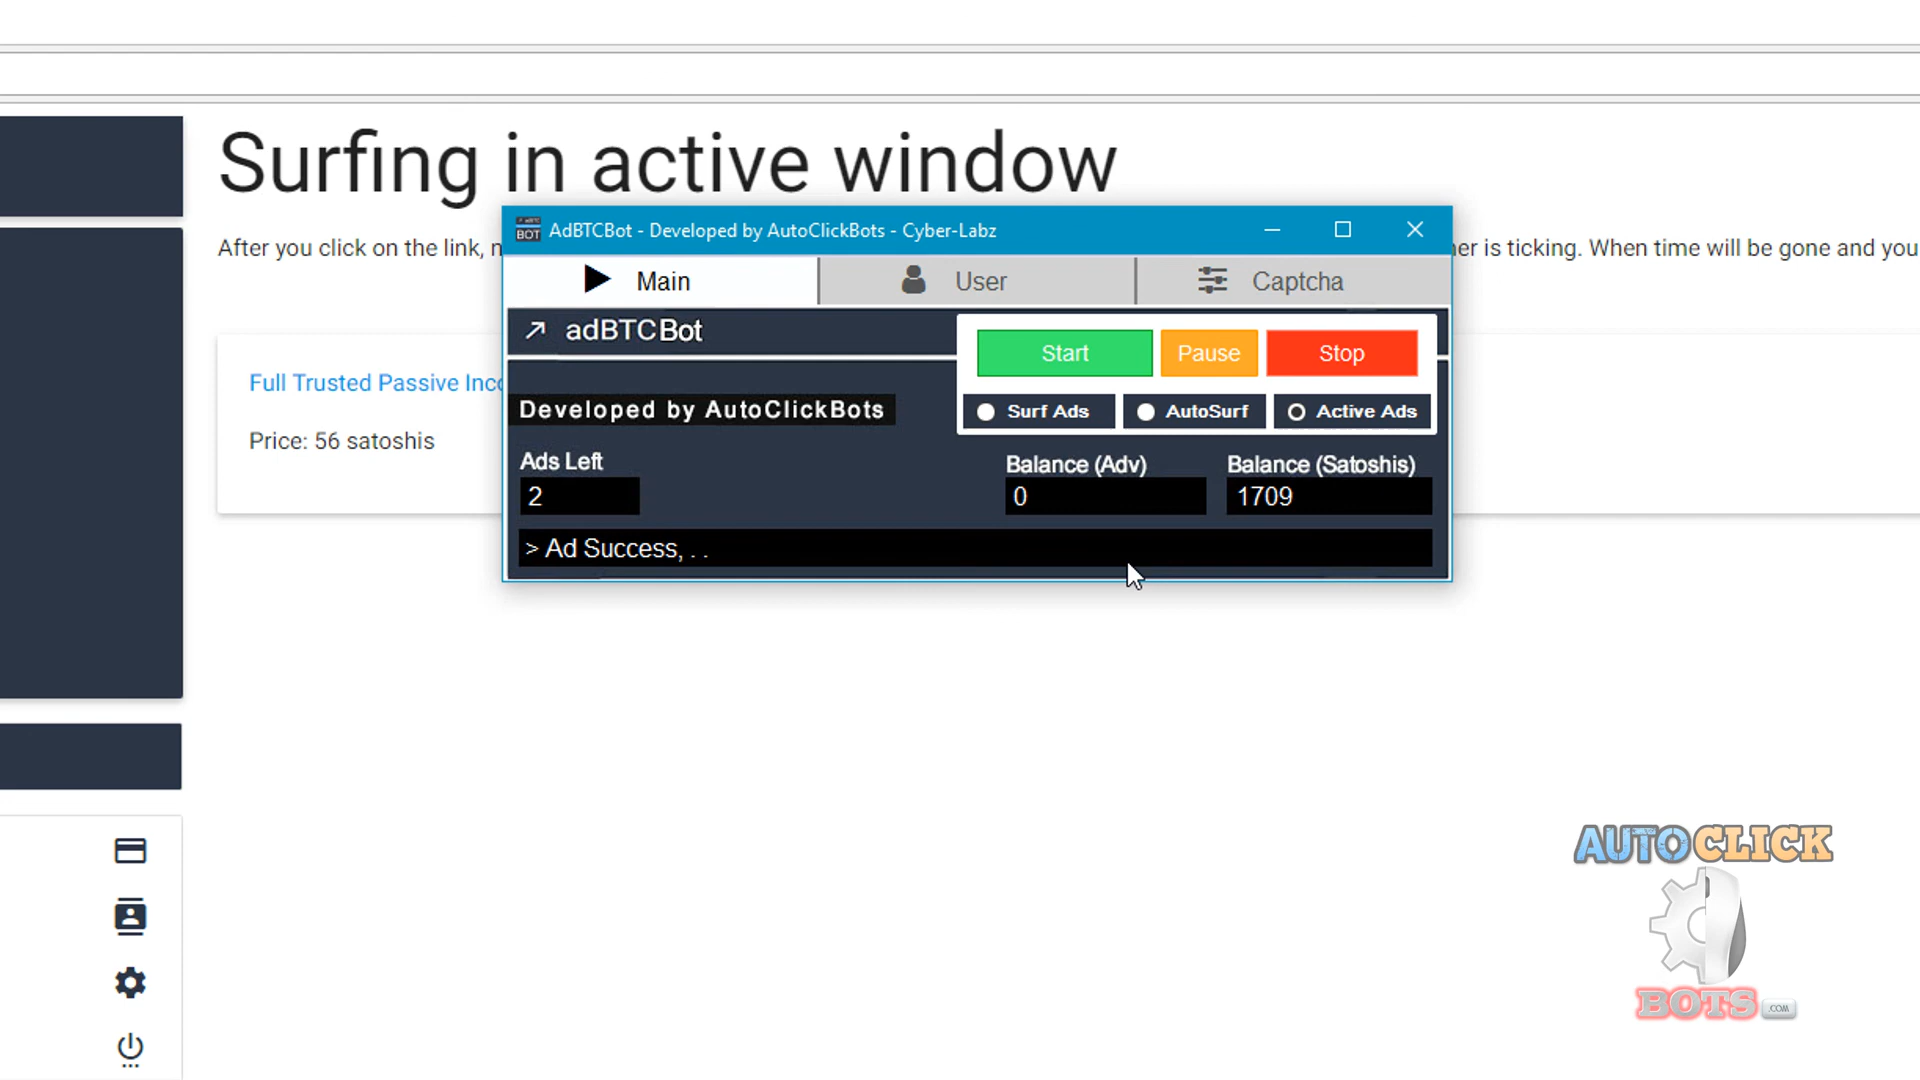 Surfing in active window
After you click on the link, n
er is ticking. When time will be gone and you
Full Trusted Passive Inco
Price: 56 satoshis
BOT
AdBTCBot - Developed by AutoClickBots - Cyber-Labz
Main
User
Captcha
adBTCBot
Start
Pause
Stop
Developed by AutoClickBots
Surf Ads
AutoSurf
Active Ads
Ads Left
Balance (Adv)
Balance (Satoshis)
2
0
1709
> Ad Success, . .
AUTOCLICK
BOTS .COM